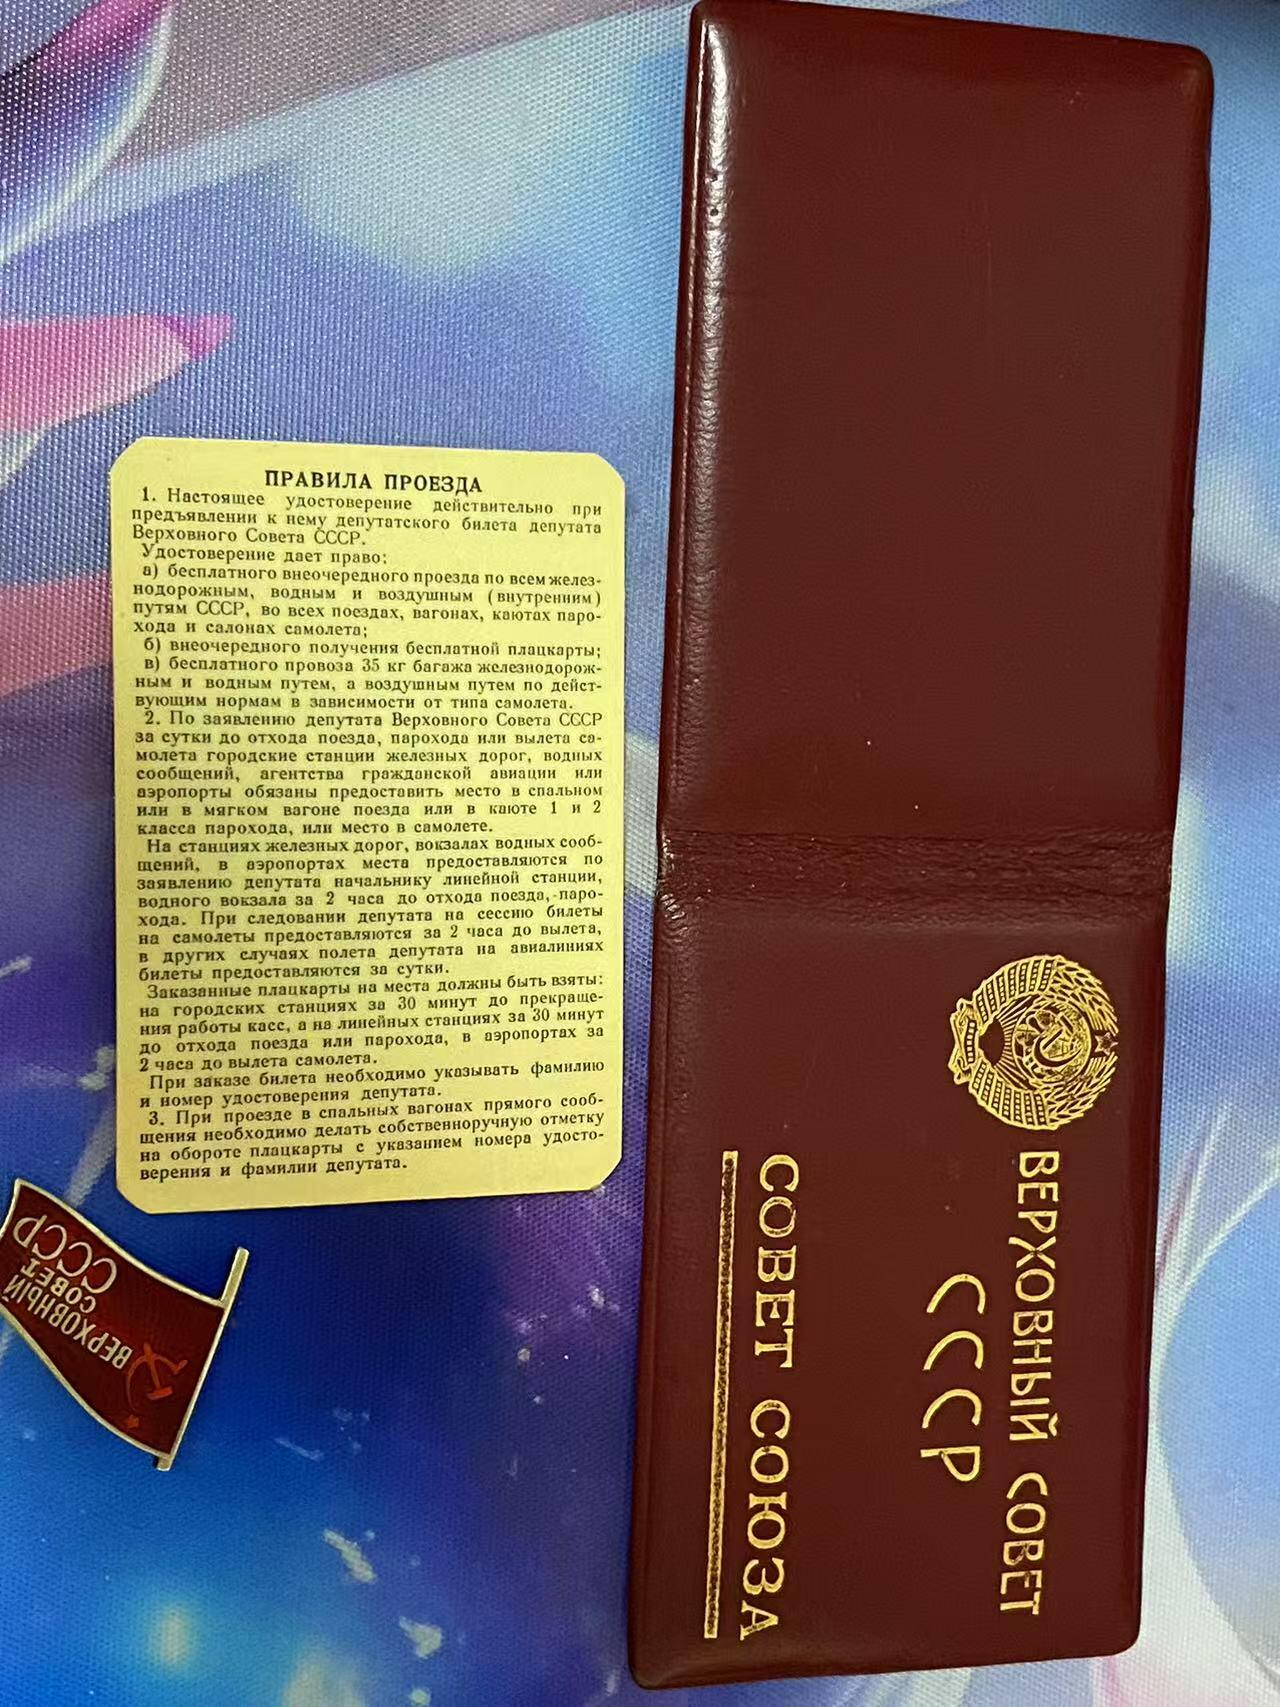 ПРАВИЛА ПРОЕЗДА
1. Настоящее удостоверение действительно при
предъявлении к нему депутатского билета депутата
Верховного Совета СССР.
Удостоверение дает право:
а) бесплатного внеочередного проезда по всем желез-
нодорожным, водным и воздушным (внутренним)
путям СССР, во всех поездах, вагонах, каютах паро-
хода и салонах самолета;
б) внеочередного получения бесплатной плацкарты;
в) бесплатного провоза 35 кг багажа железнодорож-
ным и водным путем, а воздушным путем по дейст-
вующим нормам в зависимости от типа самолета.
2. По заявлению депутата Верховного Совета СССР
за сутки до отхода поезда, парохода или вылета са-
молета городские станции железных дорог, водных
сообщений, агентства гражданской авиации или
аэропорты обязаны предоставить место в спальном
или в мягком вагоне поезда или в каюте 1 и 2
класса парохода, или место в самолете.
На станциях железных дорог, вокзалах водных сооб-
щений, в аэропортах места предоставляются по
заявлению депутата начальнику линейной станции,
водного вокзала за 2 часа до отхода поезда, паро-
хода. При следовании депутата на сессию билеты
на самолеты предоставляются за 2 часа до вылета,
в других случаях полета депутата на авиалиниях
билеты предоставляются за сутки.
Заказанные плацкарты на места должны быть взяты:
на городских станциях за 30 минут до прекраще-
ния работы касс, а на линейных станциях за 30 минут
до отхода поезда или парохода, в аэропортах за
2 часа до вылета самолета.
При заказе билета необходимо указывать фамилию
и номер удостоверения депутата.
3. При проезде в спальных вагонах прямого сооб-
щения необходимо делать собственноручную отметку
на обороте плацкарты с указанием номера удосто-
верения и фамилии депутата.
ВЕРХОВНЫЙ
СОВЕТ
СССР
ВЕРХОВНЫЙ СОВЕТ
СССР
СОВЕТ СОЮЗА